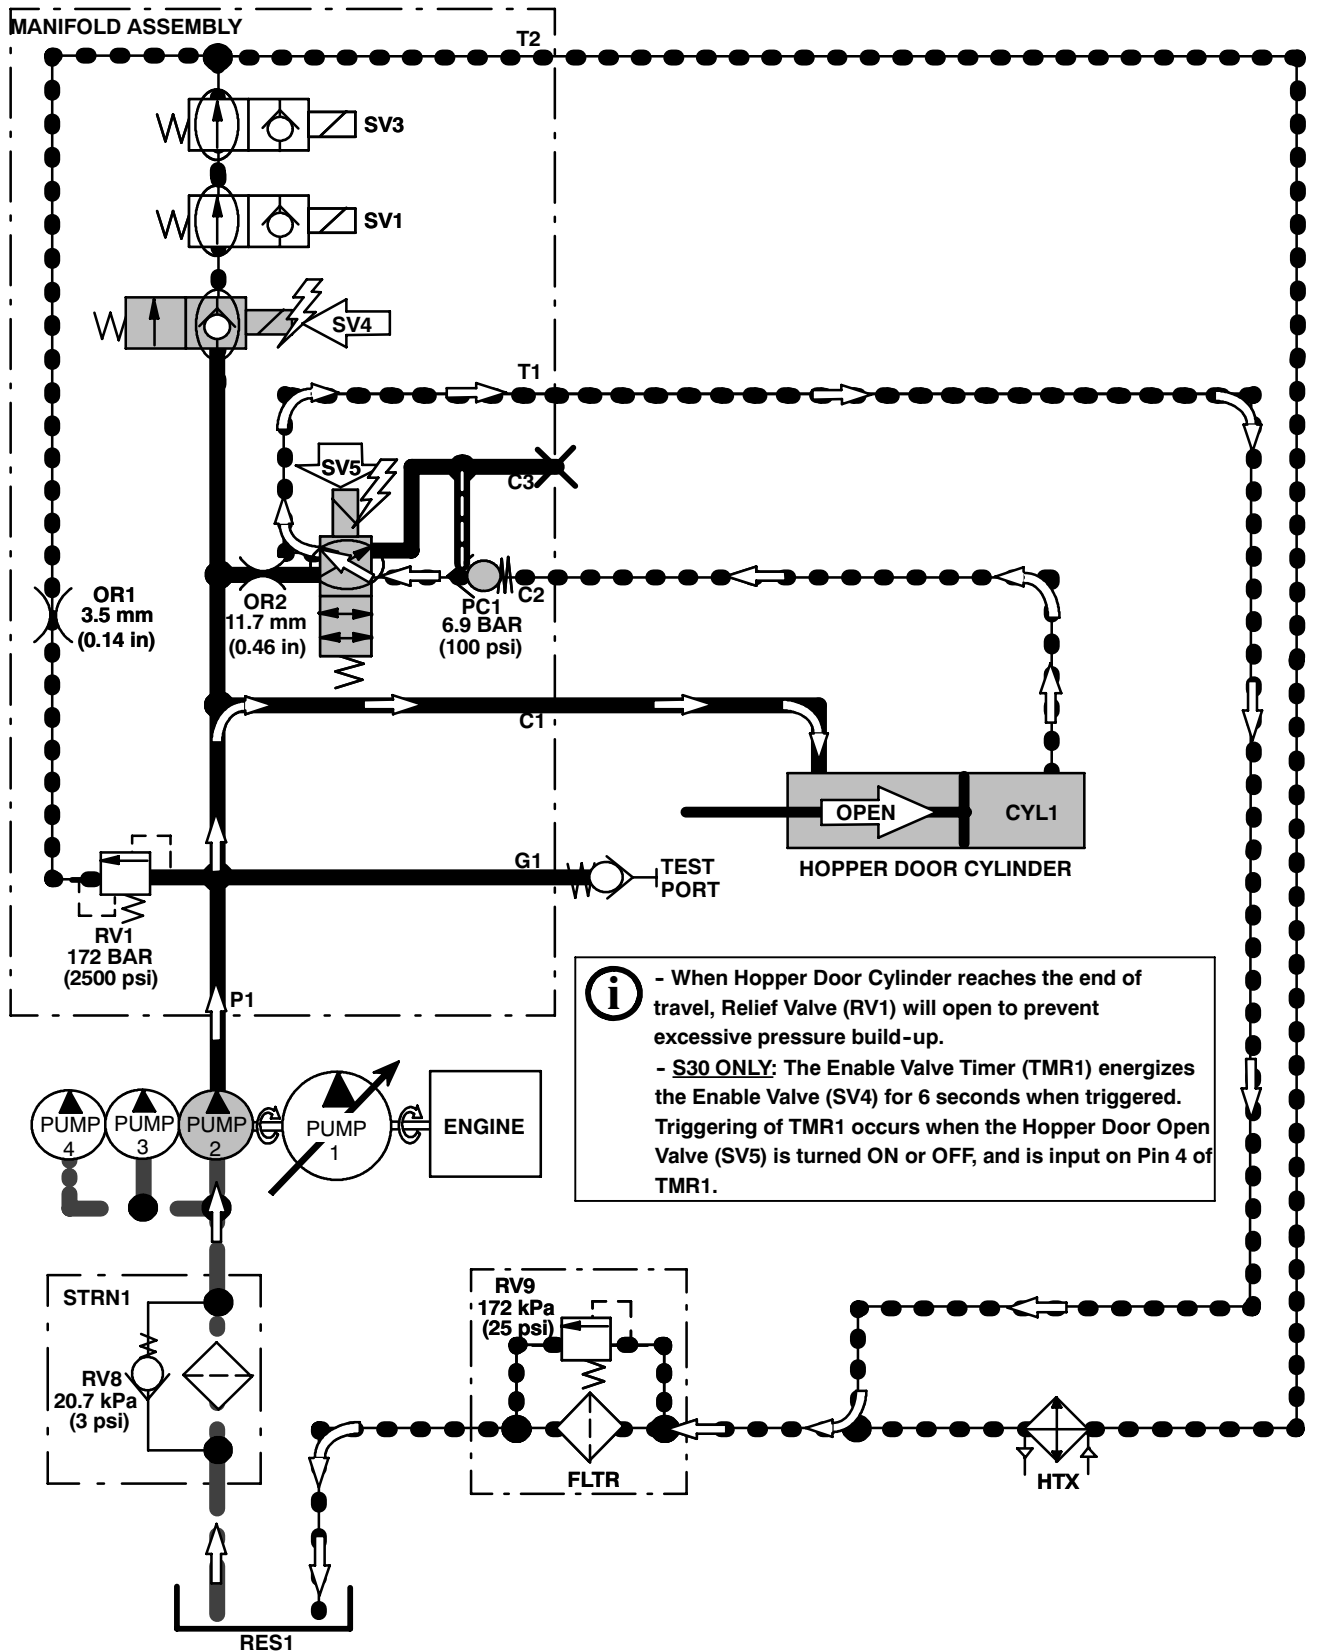 MANIFOLD ASSEMBLY
T2
SV3
SV1
SV4
T1
SV5
C3
OR1
3.5 mm
(0.14 in)
OR2
11.7 mm
(0.46 in)
PC1
6.9 BAR
(100 psi)
C2
C1
OPEN
CYL1
HOPPER DOOR CYLINDER
G1
TEST
PORT
RV1
172 BAR
(2500 psi)
P1
i
- When Hopper Door Cylinder reaches the end of
travel, Relief Valve (RV1) will open to prevent
excessive pressure build-up.
- S30 ONLY: The Enable Valve Timer (TMR1) energizes
the Enable Valve (SV4) for 6 seconds when triggered.
Triggering of TMR1 occurs when the Hopper Door Open
Valve (SV5) is turned ON or OFF, and is input on Pin 4 of
TMR1.
PUMP
4
PUMP
3
PUMP
2
PUMP
1
ENGINE
STRN1
RV8
20.7 kPa
(3 psi)
RV9
172 kPa
(25 psi)
FLTR
HTX
RES1